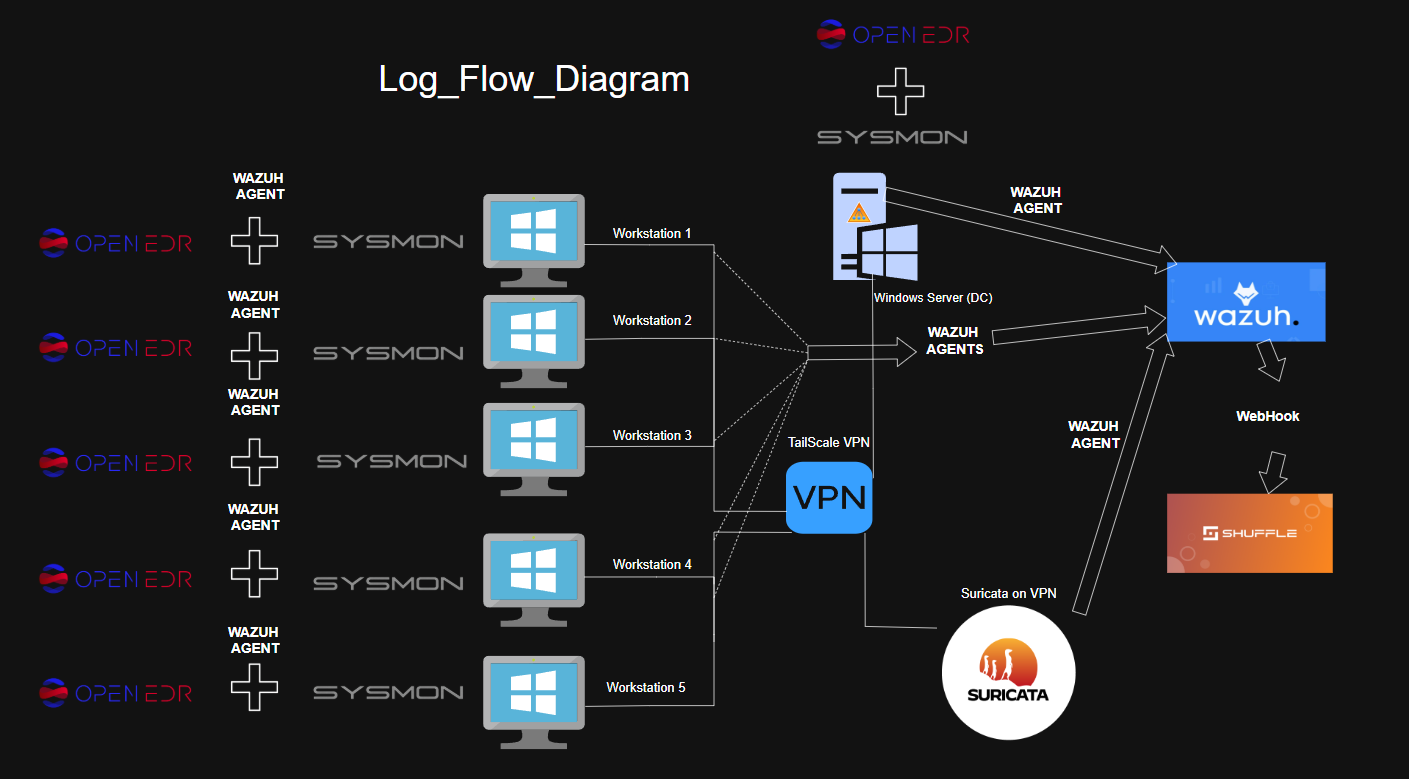 OPEN EDR
Log_Flow_Diagram
SYSMON
WAZUH
AGENT
OPEN EDR
SYSMON
Workstation 1
WAZUH
AGENT
Windows Server (DC)
wazuh.
WAZUH
AGENT
OPEN EDR
SYSMON
Workstation 2
WAZUH
AGENTS
WAZUH
AGENT
OPEN EDR
SYSMON
Workstation 3
TailScale VPN
VPN
WAZUH
AGENT
WebHook
SHUFFLE
WAZUH
AGENT
OPEN EDR
SYSMON
Workstation 4
Suricata on VPN
SURICATA
WAZUH
AGENT
OPEN EDR
SYSMON
Workstation 5